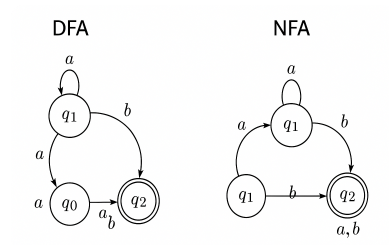 DFA NFA
a a
q1 b a q1 b
a
a q0 a,b q2 q1 b q2
a, b